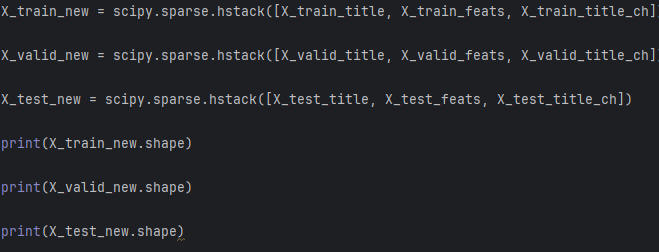 X_train_new = scipy.sparse.hstack([X_train_title, X_train_feats, X_train_title_ch]
X_valid_new = scipy.sparse.hstack([X_valid_title, X_valid_feats, X_valid_title_ch]
X_test_new = scipy.sparse.hstack([X_test_title, X_test_feats, X_test_title_ch])
print(X_train_new.shape)
print(X_valid_new.shape)
print(X_test_new.shape)